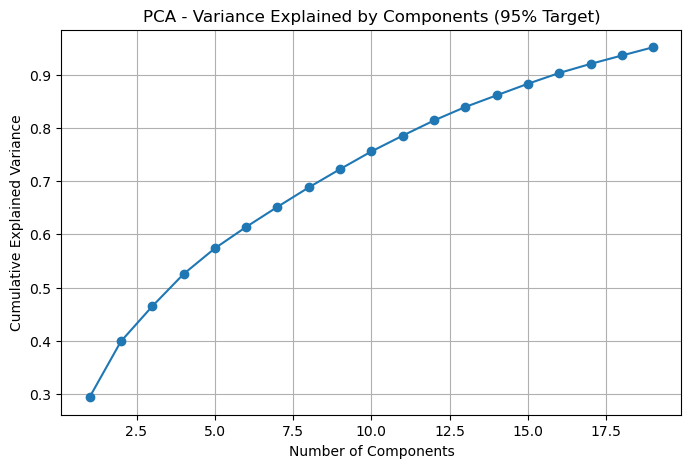 PCA - Variance Explained by Components (95% Target)
Cumulative Explained Variance
0.9
0.8
0.7
0.6
0.5
0.4
0.3
2.5 5.0 7.5 10.0 12.5 15.0 17.5
Number of Components